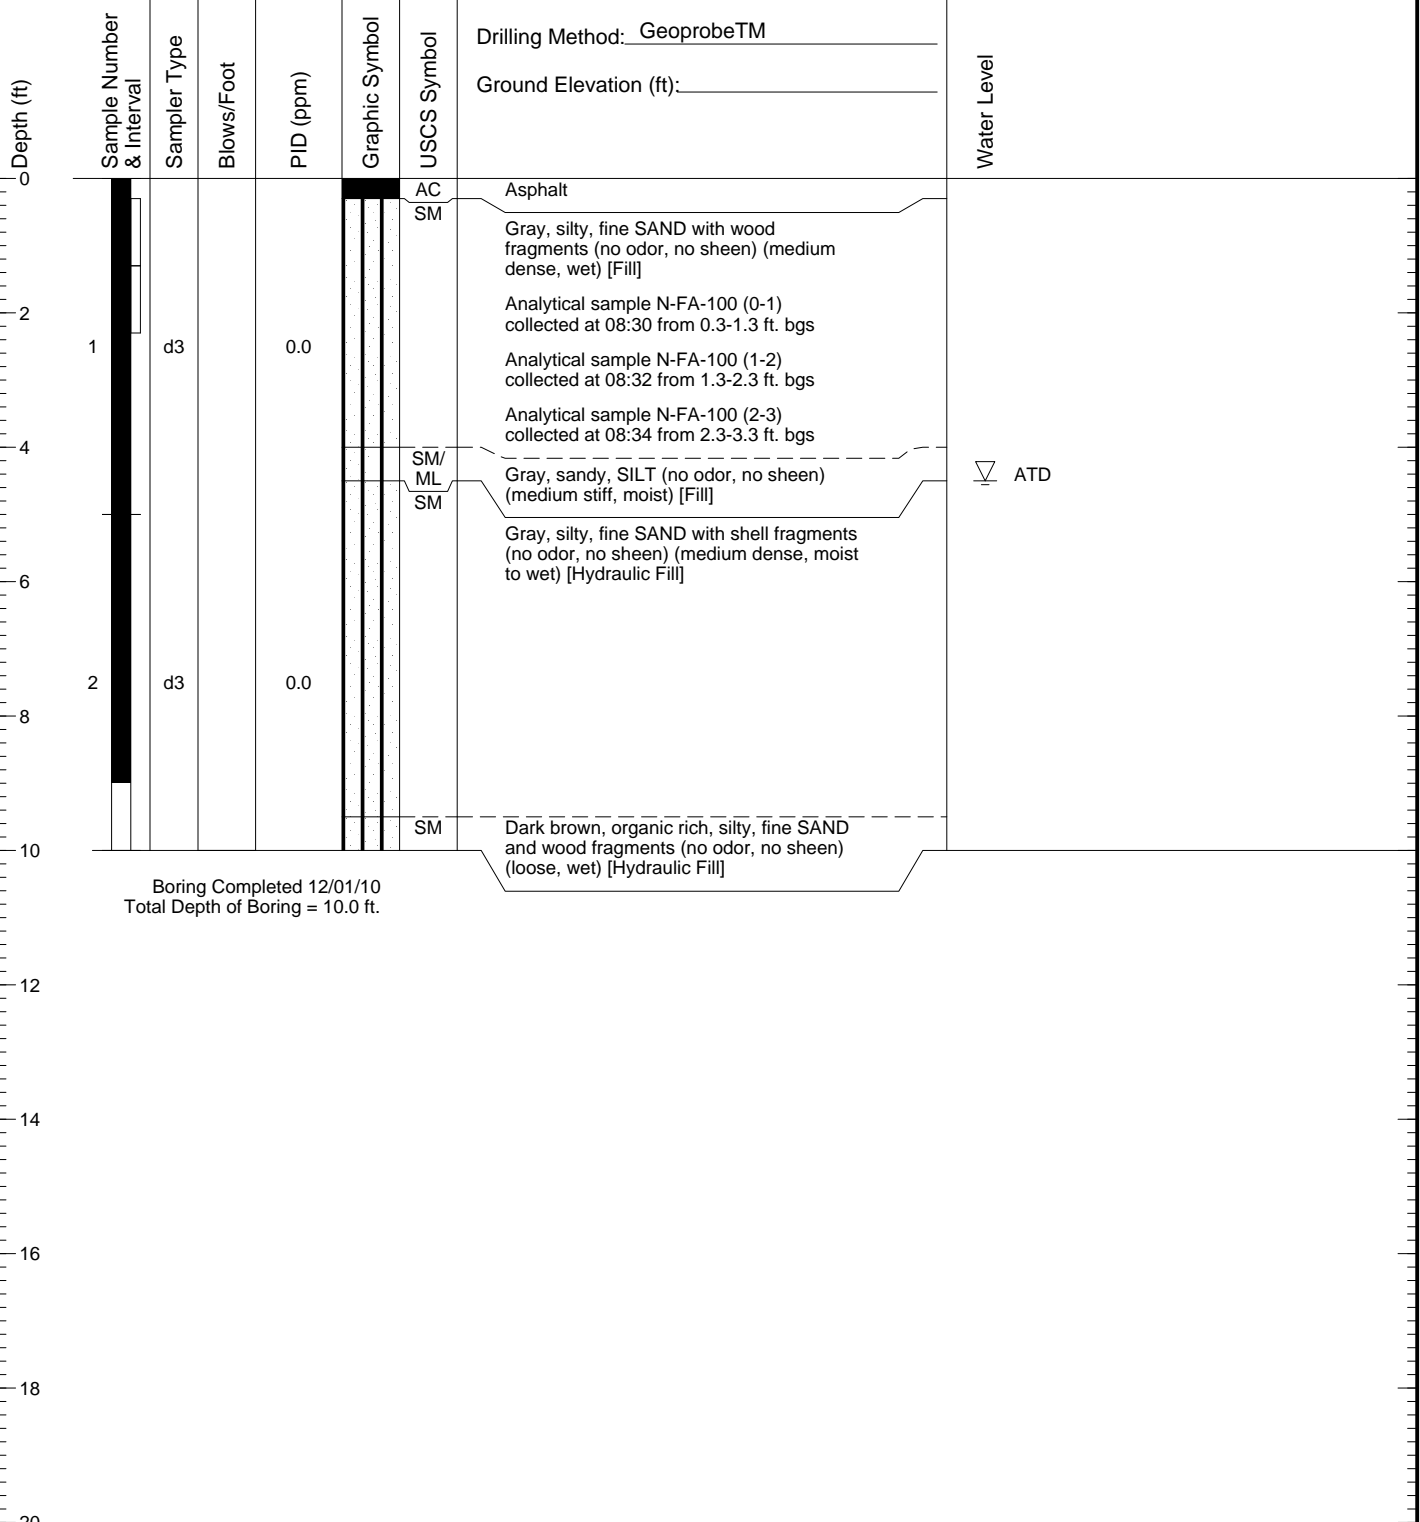 Depth (ft)
Sample Number
& Interval
Sampler Type
Blows/Foot
PID (ppm)
Graphic Symbol
USCS Symbol
Drilling Method: GeoprobeTM
Ground Elevation (ft):
Water Level
0
AC
Asphalt
SM
Gray, silty, fine SAND with wood
fragments (no odor, no sheen) (medium
dense, wet) [Fill]
Analytical sample N-FA-100 (0-1)
collected at 08:30 from 0.3-1.3 ft. bgs
2
1
d3
0.0
Analytical sample N-FA-100 (1-2)
collected at 08:32 from 1.3-2.3 ft. bgs
Analytical sample N-FA-100 (2-3)
collected at 08:34 from 2.3-3.3 ft. bgs
4
SM/
ML
Gray, sandy, SILT (no odor, no sheen)
(medium stiff, moist) [Fill]
ATD
SM
Gray, silty, fine SAND with shell fragments
(no odor, no sheen) (medium dense, moist
to wet) [Hydraulic Fill]
6
2
d3
0.0
8
SM
Dark brown, organic rich, silty, fine SAND
and wood fragments (no odor, no sheen)
(loose, wet) [Hydraulic Fill]
10
Boring Completed 12/01/10
Total Depth of Boring = 10.0 ft.
12
14
16
18
20